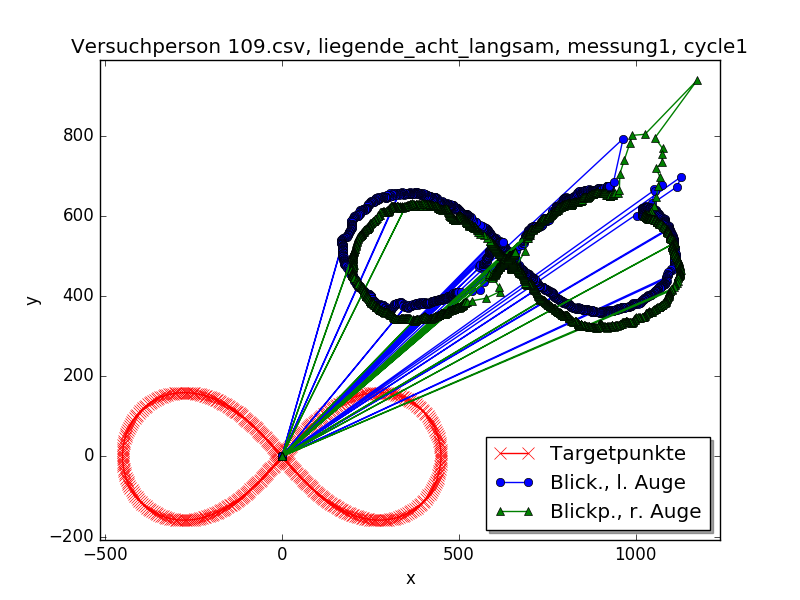 Versuchperson 109.csv, liegende_acht_langsam, messung1, cycle1
y
800
600
400
200
0
−200
−500
0
500
1000
x
Targetpunkte
Blick., l. Auge
Blickp., r. Auge